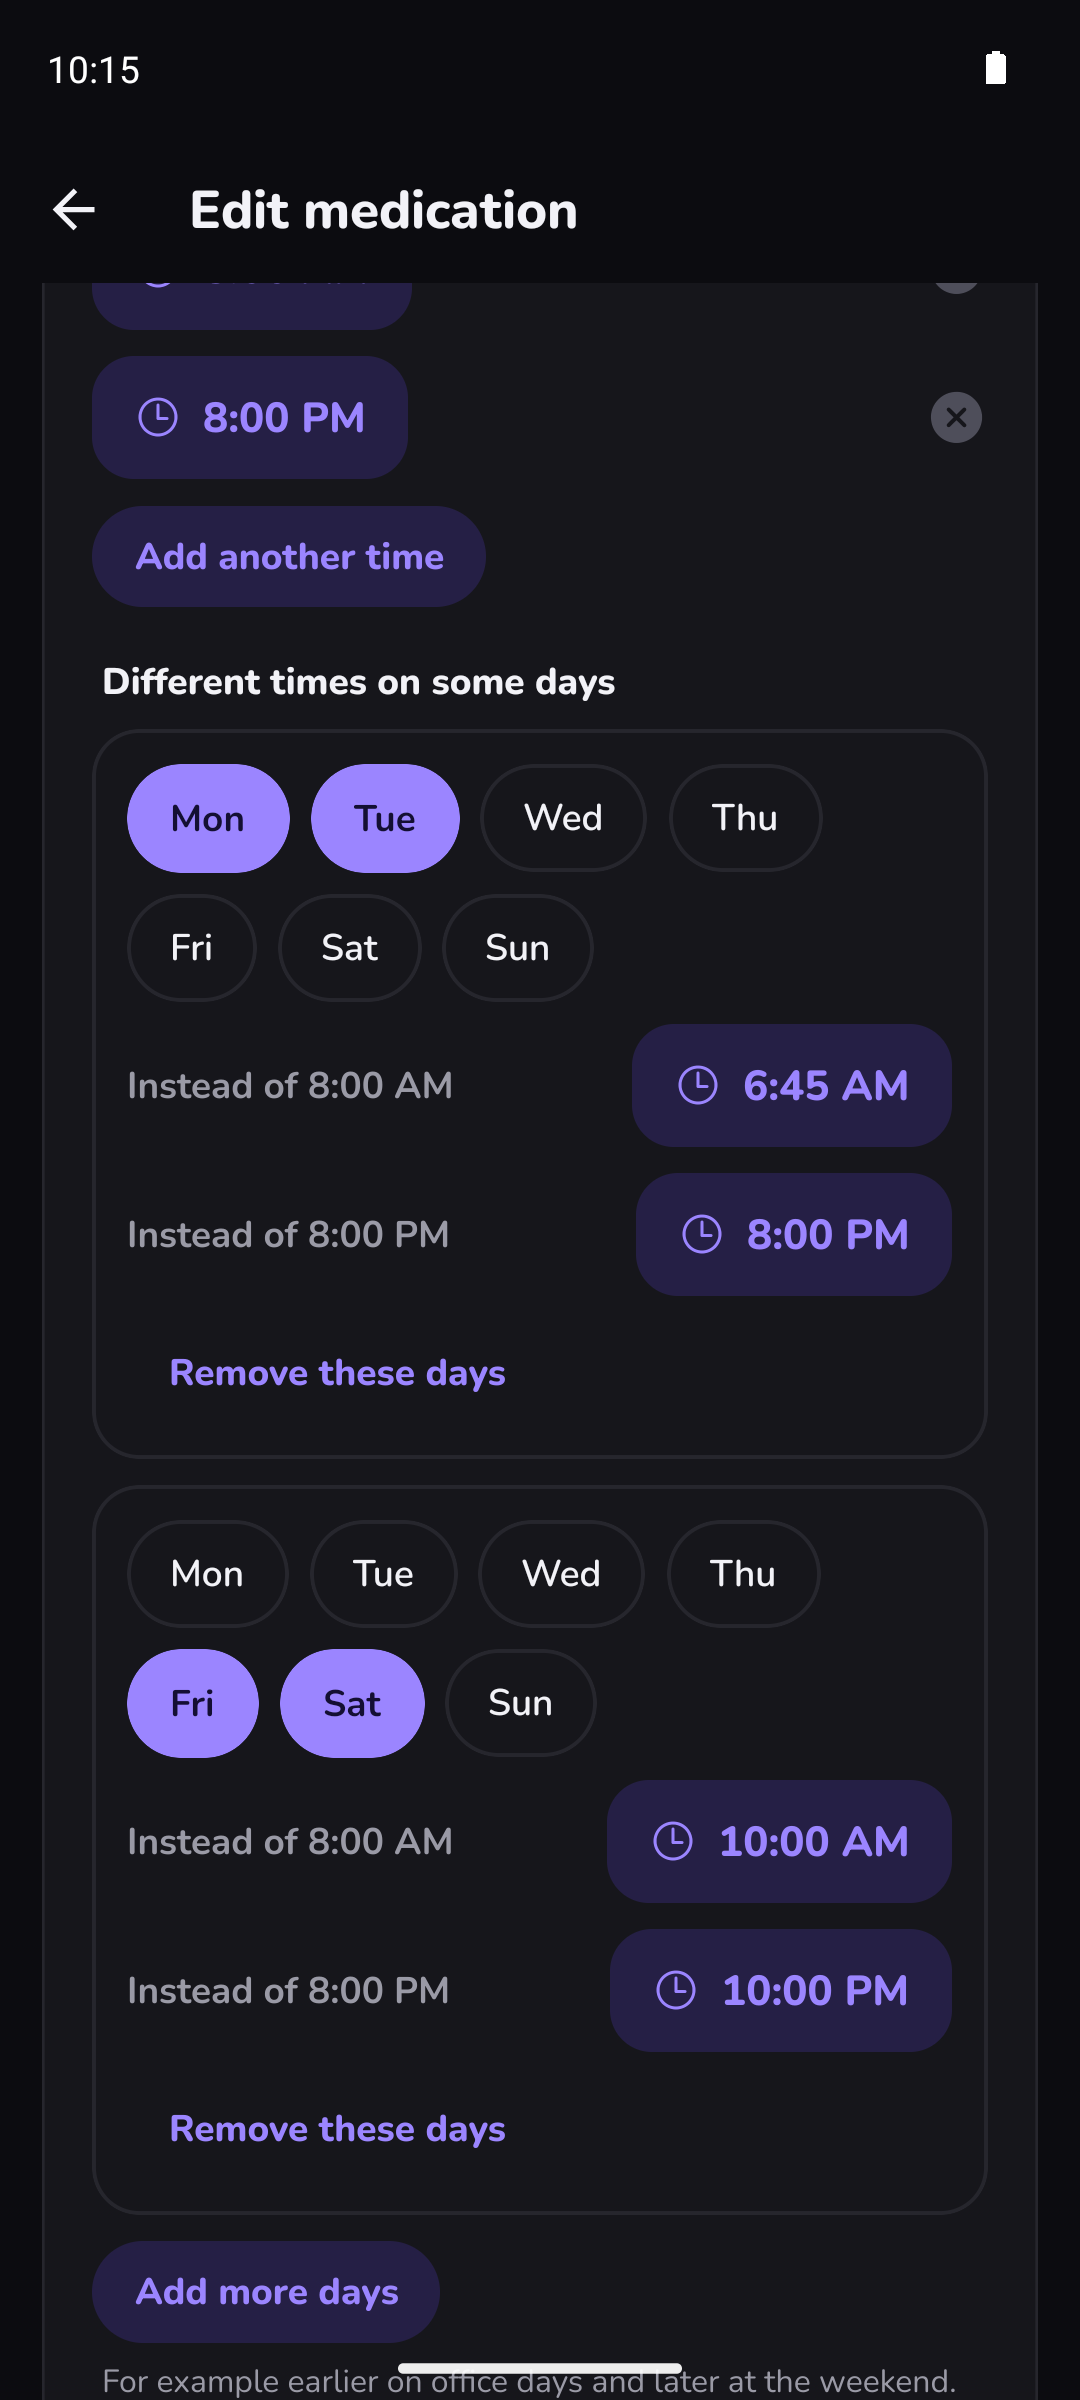 10:15
Edit medication
8:00 PM
Add another time
Different times on some days
Mon Tue Wed Thu
Fri Sat Sun
Instead of 8:00 AM 6:45 AM
Instead of 8:00 PM 8:00 PM
Remove these days
Mon Tue Wed Thu
Fri Sat Sun
Instead of 8:00 AM 10:00 AM
Instead of 8:00 PM 10:00 PM
Remove these days
Add more days
For example earlier on office days and later at the weekend.